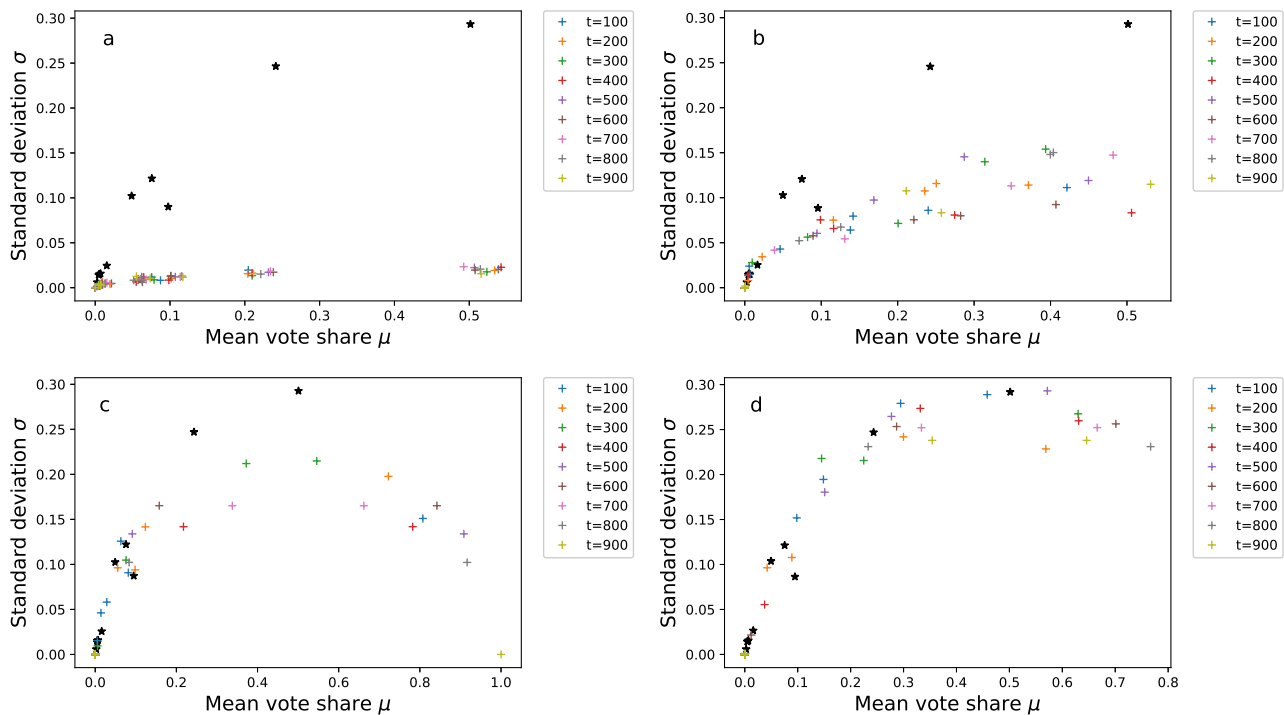 a
Standard deviation σ
0.30
0.25
0.20
0.15
0.10
0.05
0.00
0.0 0.1 0.2 0.3 0.4 0.5
Mean vote share μ
t=100
t=200
t=300
t=400
t=500
t=600
t=700
t=800
t=900
b
Standard deviation σ
0.30
0.25
0.20
0.15
0.10
0.05
0.00
0.0 0.1 0.2 0.3 0.4 0.5
Mean vote share μ
t=100
t=200
t=300
t=400
t=500
t=600
t=700
t=800
t=900
c
Standard deviation σ
0.30
0.25
0.20
0.15
0.10
0.05
0.00
0.0 0.2 0.4 0.6 0.8 1.0
Mean vote share μ
t=100
t=200
t=300
t=400
t=500
t=600
t=700
t=800
t=900
d
Standard deviation σ
0.30
0.25
0.20
0.15
0.10
0.05
0.00
0.0 0.1 0.2 0.3 0.4 0.5 0.6 0.7 0.8
Mean vote share μ
t=100
t=200
t=300
t=400
t=500
t=600
t=700
t=800
t=900